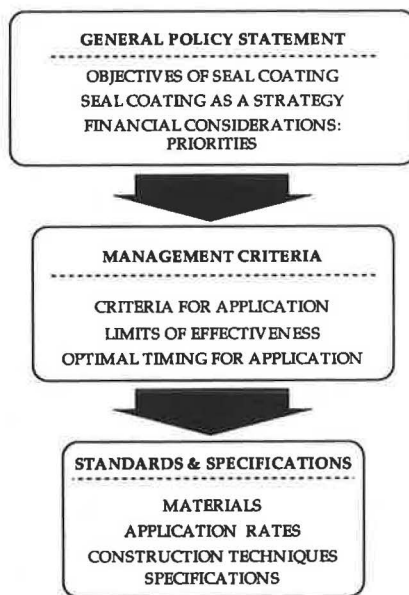 GENERAL POLICY STATEMENT
OBJECTIVES OF SEAL COATING
SEAL COATING AS A STRATEGY
FINANCIAL CONSIDERATIONS:
PRIORITIES
MANAGEMENT CRITERIA
CRITERIA FOR APPLICATION
LIMITS OF EFFECTIVENESS
OPTIMAL TIMING FOR APPLICATION
STANDARDS & SPECIFICATIONS
MATERIALS
APPLICATION RATES
CONSTRUCTION TECHNIQUES
SPECIFICATIONS